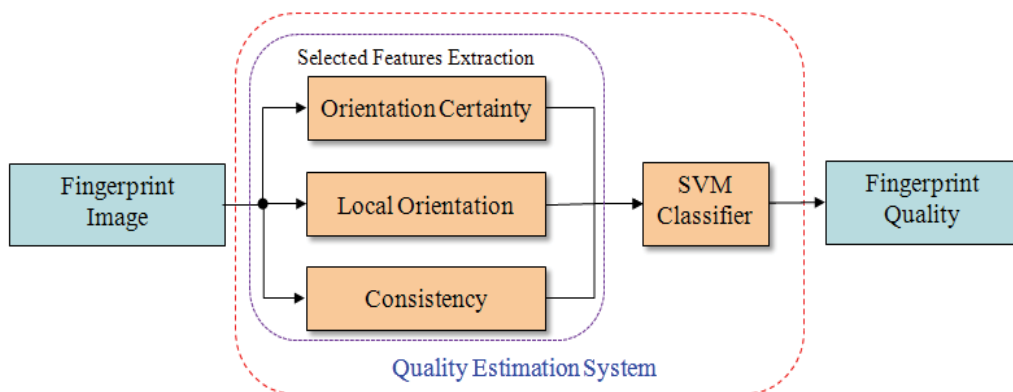 Selected Features Extraction
Orientation Certainty
Fingerprint
Image
Local Orientation
SVM
Classifier
Fingerprint
Quality
Consistency
Quality Estimation System